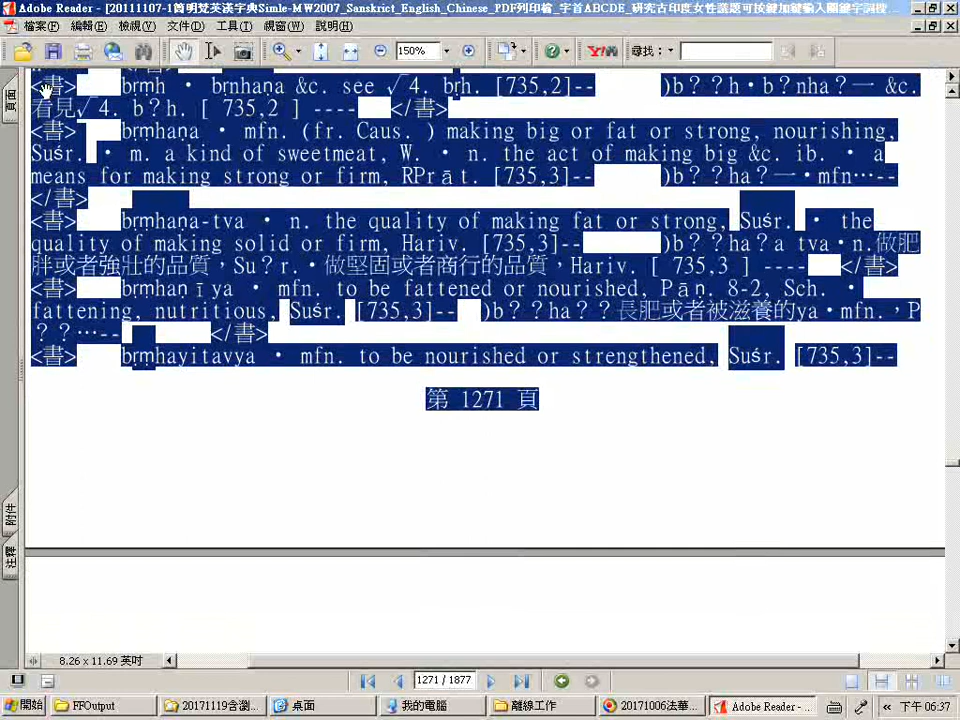 Adobe Reader - [20111107-1簡明梵英漢字典Simle-MW2007_Sanskrict_English_Chinese_PDF列印檔_字首ABCDE_研究古印度女性議題可按鍵加鍵輸入關鍵字詞搜...
檔案(F) 編輯(E) 檢視(V) 文件(D) 工具(T) 視窗(W) 說明(H)
150% Y! 尋找：
頁面
<書> bṛṃh bṛnhaṇa &c. see √4. bṛh. [735,2]-- )b？？h・b？nha？一 &c.
看見√4. b？h. [ 735,2 ] ---- </書>
<書> bṛṃhaṇa・mfn. (fr. Caus. ) making big or fat or strong, nourishing,
Suśr.・m. a kind of sweetmeat, W.・n. the act of making big &c. ib.・a
means for making strong or firm, RPrāt. [735,3]-- )b？？ha？一・mfn…--
</書>
<書> bṛṃhaṇa-tva・n. the quality of making fat or strong, Suśr.・the
quality of making solid or firm, Hariv. [735,3]-- )b？？ha？a tva・n.做肥
胖或者強壯的品質，Su？r.・做堅固或者商行的品質，Hariv. [ 735,3 ] ---- </書>
<書> bṛṃhaṇīya・mfn. to be fattened or nourished, Pāṇ. 8-2, Sch.・
fattening, nutritious, Suśr. [735,3]-- )b？？ha？？長肥或者被滋養的ya・mfn.，P
？？…-- </書>
<書> bṛṃhayitavya・mfn. to be nourished or strengthened, Suśr. [735,3]--
第 1271 頁
附件
注釋
8.26 x 11.69 英吋
1271 / 1877
開始 FFOutput 20171119含瀏... 桌面 我的電腦 離線工作 20171006法華... Adobe Reader -... 下午 06:37